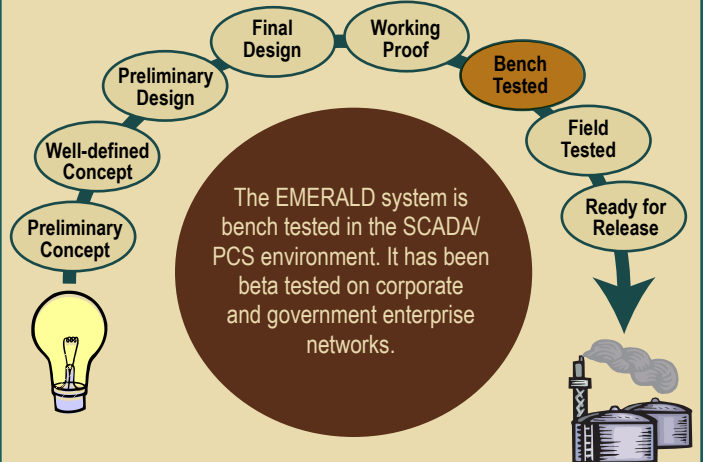 Preliminary
Concept
Well-defined
Concept
Preliminary
Design
Final
Design
Working
Proof
Bench
Tested
Field
Tested
Ready for
Release
The EMERALD system is
bench tested in the SCADA/
PCS environment. It has been
beta tested on corporate
and government enterprise
networks.